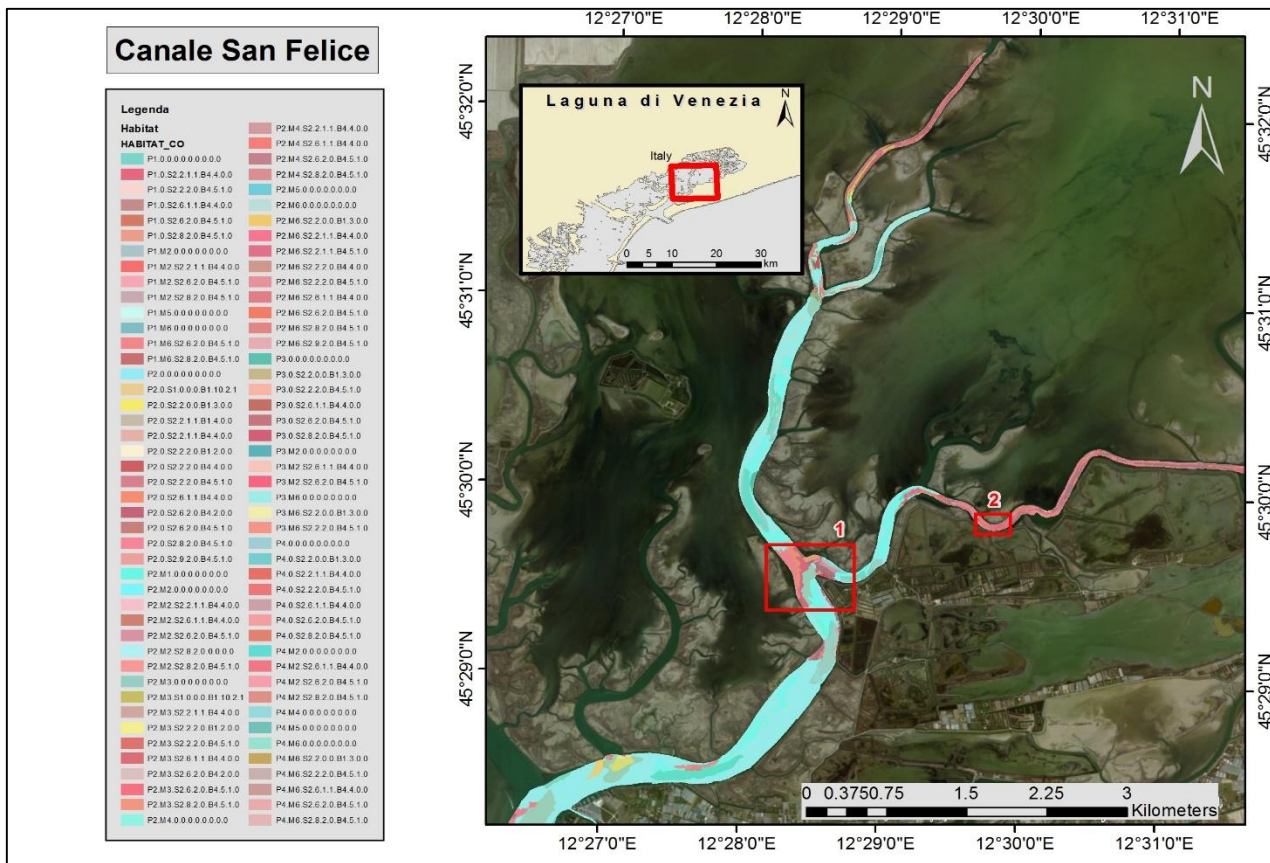 Canale San Felice
Legenda
Habitat
HABITAT_CO
P1.0.0.0.0.0.0.0.0.0
P1.0.S2.2.1.1.B4.4.0.0
P1.0.S2.2.2.0.B4.5.1.0
P1.0.S2.6.1.1.B4.4.0.0
P1.0.S2.6.2.0.B4.5.1.0
P1.0.S2.8.2.0.B4.5.1.0
P1.M2.0.0.0.0.0.0.0.0
P1.M2.S2.2.1.1.B4.4.0.0
P1.M2.S2.6.2.0.B4.5.1.0
P1.M2.S2.8.2.0.B4.5.1.0
P1.M5.0.0.0.0.0.0.0.0
P1.M6.0.0.0.0.0.0.0.0
P1.M6.S2.6.2.0.B4.5.1.0
P1.M6.S2.8.2.0.B4.5.1.0
P2.0.0.0.0.0.0.0.0.0
P2.0.S1.0.0.0.B1.10.2.1
P2.0.S2.2.0.0.B1.3.0.0
P2.0.S2.2.1.1.B1.4.0.0
P2.0.S2.2.1.1.B4.4.0.0
P2.0.S2.2.2.0.B1.2.0.0
P2.0.S2.2.2.0.B4.4.0.0
P2.0.S2.2.2.0.B4.5.1.0
P2.0.S2.6.1.1.B4.4.0.0
P2.0.S2.6.2.0.B4.2.0.0
P2.0.S2.6.2.0.B4.5.1.0
P2.0.S2.8.2.0.B4.5.1.0
P2.0.S2.9.2.0.B4.5.1.0
P2.M1.0.0.0.0.0.0.0.0
P2.M2.0.0.0.0.0.0.0.0
P2.M2.S2.2.1.1.B4.4.0.0
P2.M2.S2.6.1.1.B4.4.0.0
P2.M2.S2.6.2.0.B4.5.1.0
P2.M2.S2.8.2.0.0.0.0.0
P2.M2.S2.8.2.0.B4.5.1.0
P2.M3.0.0.0.0.0.0.0.0
P2.M3.S1.0.0.0.B1.10.2.1
P2.M3.S2.2.1.1.B4.4.0.0
P2.M3.S2.2.2.0.B1.2.0.0
P2.M3.S2.2.2.0.B4.5.1.0
P2.M3.S2.6.1.1.B4.4.0.0
P2.M3.S2.6.2.0.B4.2.0.0
P2.M3.S2.6.2.0.B4.5.1.0
P2.M3.S2.8.2.0.B4.5.1.0
P2.M4.0.0.0.0.0.0.0.0
P2.M4.S2.2.1.1.B4.4.0.0
P2.M4.S2.6.1.1.B4.4.0.0
P2.M4.S2.6.2.0.B4.5.1.0
P2.M4.S2.8.2.0.B4.5.1.0
P2.M5.0.0.0.0.0.0.0.0
P2.M6.0.0.0.0.0.0.0.0
P2.M6.S2.2.0.0.B1.3.0.0
P2.M6.S2.2.1.1.B4.4.0.0
P2.M6.S2.2.1.1.B4.5.1.0
P2.M6.S2.2.2.0.B4.4.0.0
P2.M6.S2.2.2.0.B4.5.1.0
P2.M6.S2.6.1.1.B4.4.0.0
P2.M6.S2.6.2.0.B4.5.1.0
P2.M6.S2.8.2.0.B4.5.1.0
P2.M6.S2.9.2.0.B4.5.1.0
P3.0.0.0.0.0.0.0.0.0
P3.0.S2.2.0.0.B1.3.0.0
P3.0.S2.2.2.0.B4.5.1.0
P3.0.S2.6.1.1.B4.4.0.0
P3.0.S2.6.2.0.B4.5.1.0
P3.0.S2.8.2.0.B4.5.1.0
P3.M2.0.0.0.0.0.0.0.0
P3.M2.S2.6.1.1.B4.4.0.0
P3.M2.S2.6.2.0.B4.5.1.0
P3.M6.0.0.0.0.0.0.0.0
P3.M6.S2.2.0.0.B1.3.0.0
P3.M6.S2.2.2.0.B4.5.1.0
P4.0.0.0.0.0.0.0.0.0
P4.0.S2.2.0.0.B1.3.0.0
P4.0.S2.2.1.1.B4.4.0.0
P4.0.S2.2.2.0.B4.5.1.0
P4.0.S2.6.1.1.B4.4.0.0
P4.0.S2.6.2.0.B4.5.1.0
P4.0.S2.8.2.0.B4.5.1.0
P4.M2.0.0.0.0.0.0.0.0
P4.M2.S2.6.1.1.B4.4.0.0
P4.M2.S2.6.2.0.B4.5.1.0
P4.M2.S2.8.2.0.B4.5.1.0
P4.M4.0.0.0.0.0.0.0.0
P4.M5.0.0.0.0.0.0.0.0
P4.M6.0.0.0.0.0.0.0.0
P4.M6.S2.2.0.0.B1.3.0.0
P4.M6.S2.2.2.0.B4.5.1.0
P4.M6.S2.6.1.1.B4.4.0.0
P4.M6.S2.6.2.0.B4.5.1.0
P4.M6.S2.8.2.0.B4.5.1.0
12°27'0"E 12°28'0"E 12°29'0"E 12°30'0"E 12°31'0"E
Laguna di Venezia
N
Italy
0 5 10 20 30
km
N
45°32'0"N
45°31'0"N
45°30'0"N
45°29'0"N
45°32'0"N
45°31'0"N
45°30'0"N
45°29'0"N
1
2
0 0.375 0.75 1.5 2.25 3
Kilometers
12°27'0"E 12°28'0"E 12°29'0"E 12°30'0"E 12°31'0"E